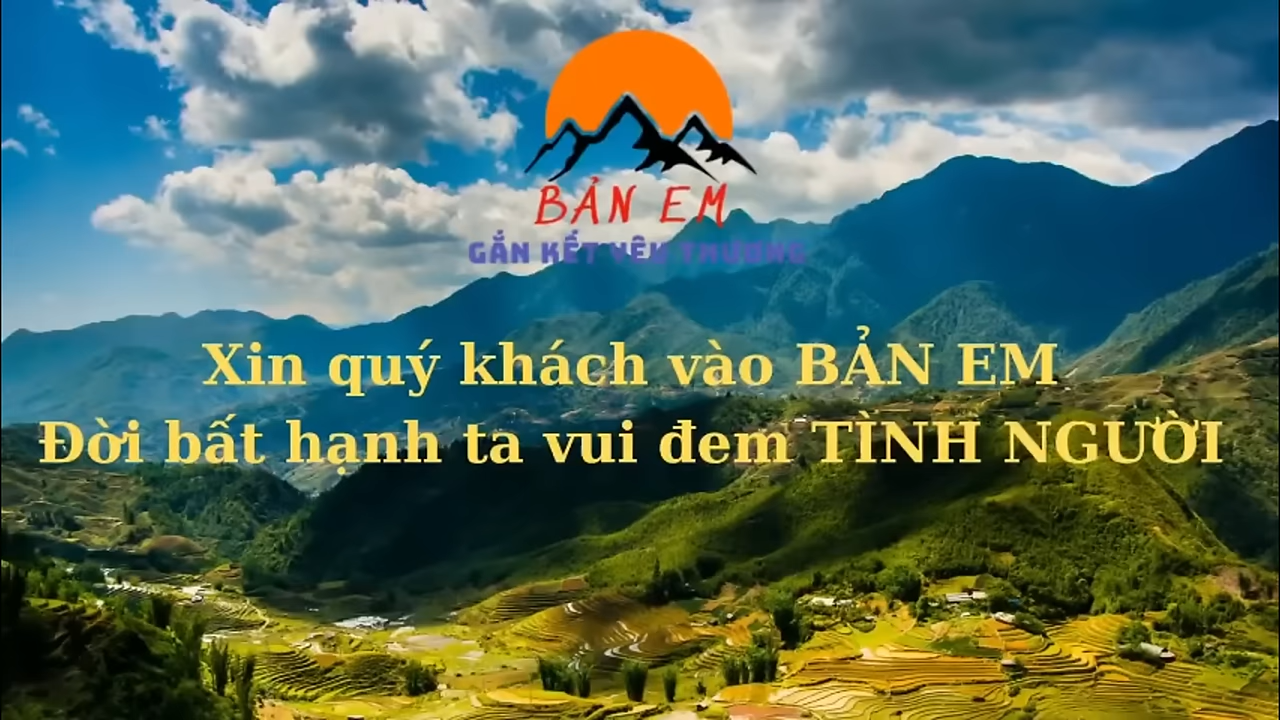 BẢN EM
GẮN KẾT YÊU THƯƠNG
Xin quý khách vào BẢN EM
Đời bất hạnh ta vui đem TÌNH NGƯỜI